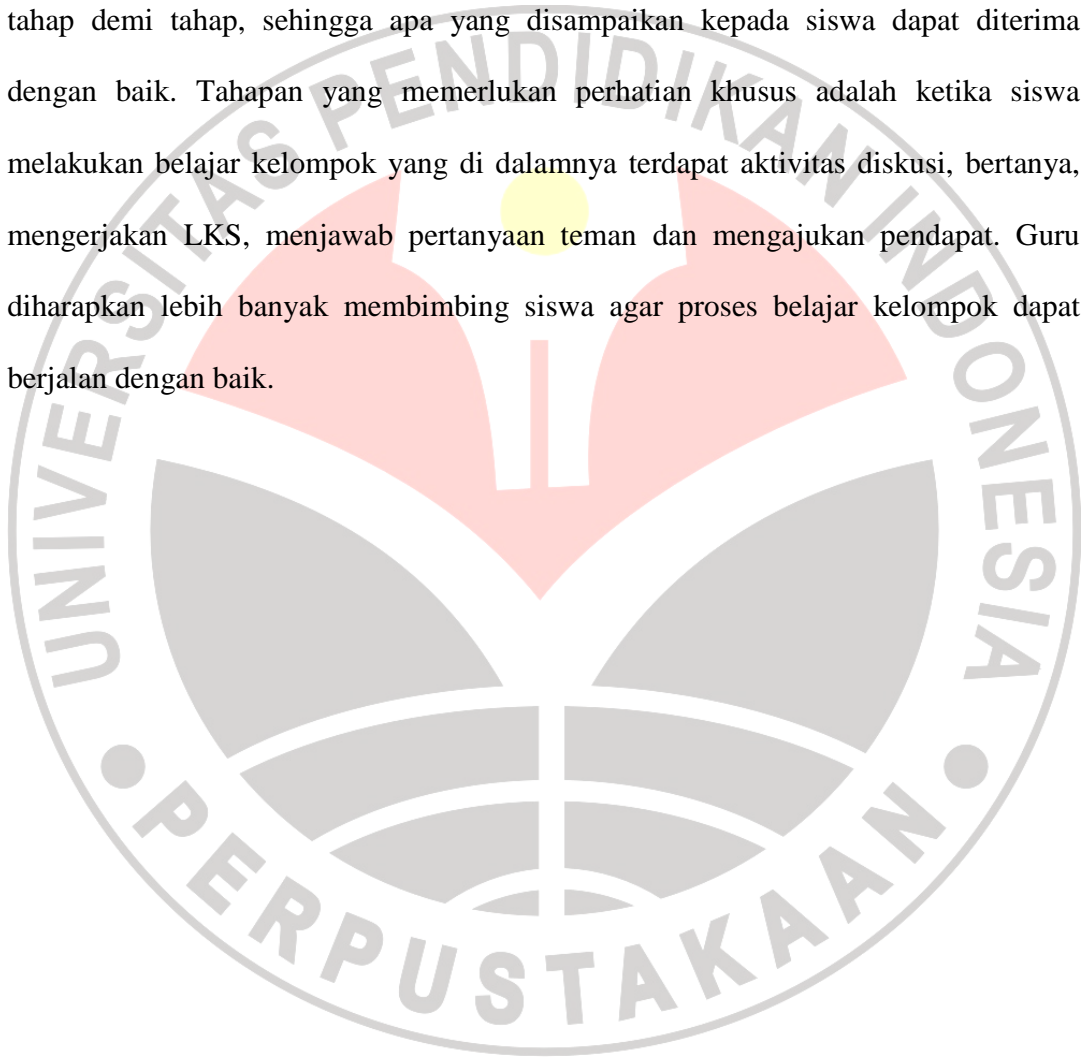 tahap demi tahap, sehingga apa yang disampaikan kepada siswa dapat diterima
dengan baik. Tahapan yang memerlukan perhatian khusus adalah ketika siswa
melakukan belajar kelompok yang di dalamnya terdapat aktivitas diskusi, bertanya,
mengerjakan LKS, menjawab pertanyaan teman dan mengajukan pendapat. Guru
diharapkan lebih banyak membimbing siswa agar proses belajar kelompok dapat
berjalan dengan baik.
UNIVERSITAS PENDIDIKAN INDONESIA
PERPUSTAKAAN